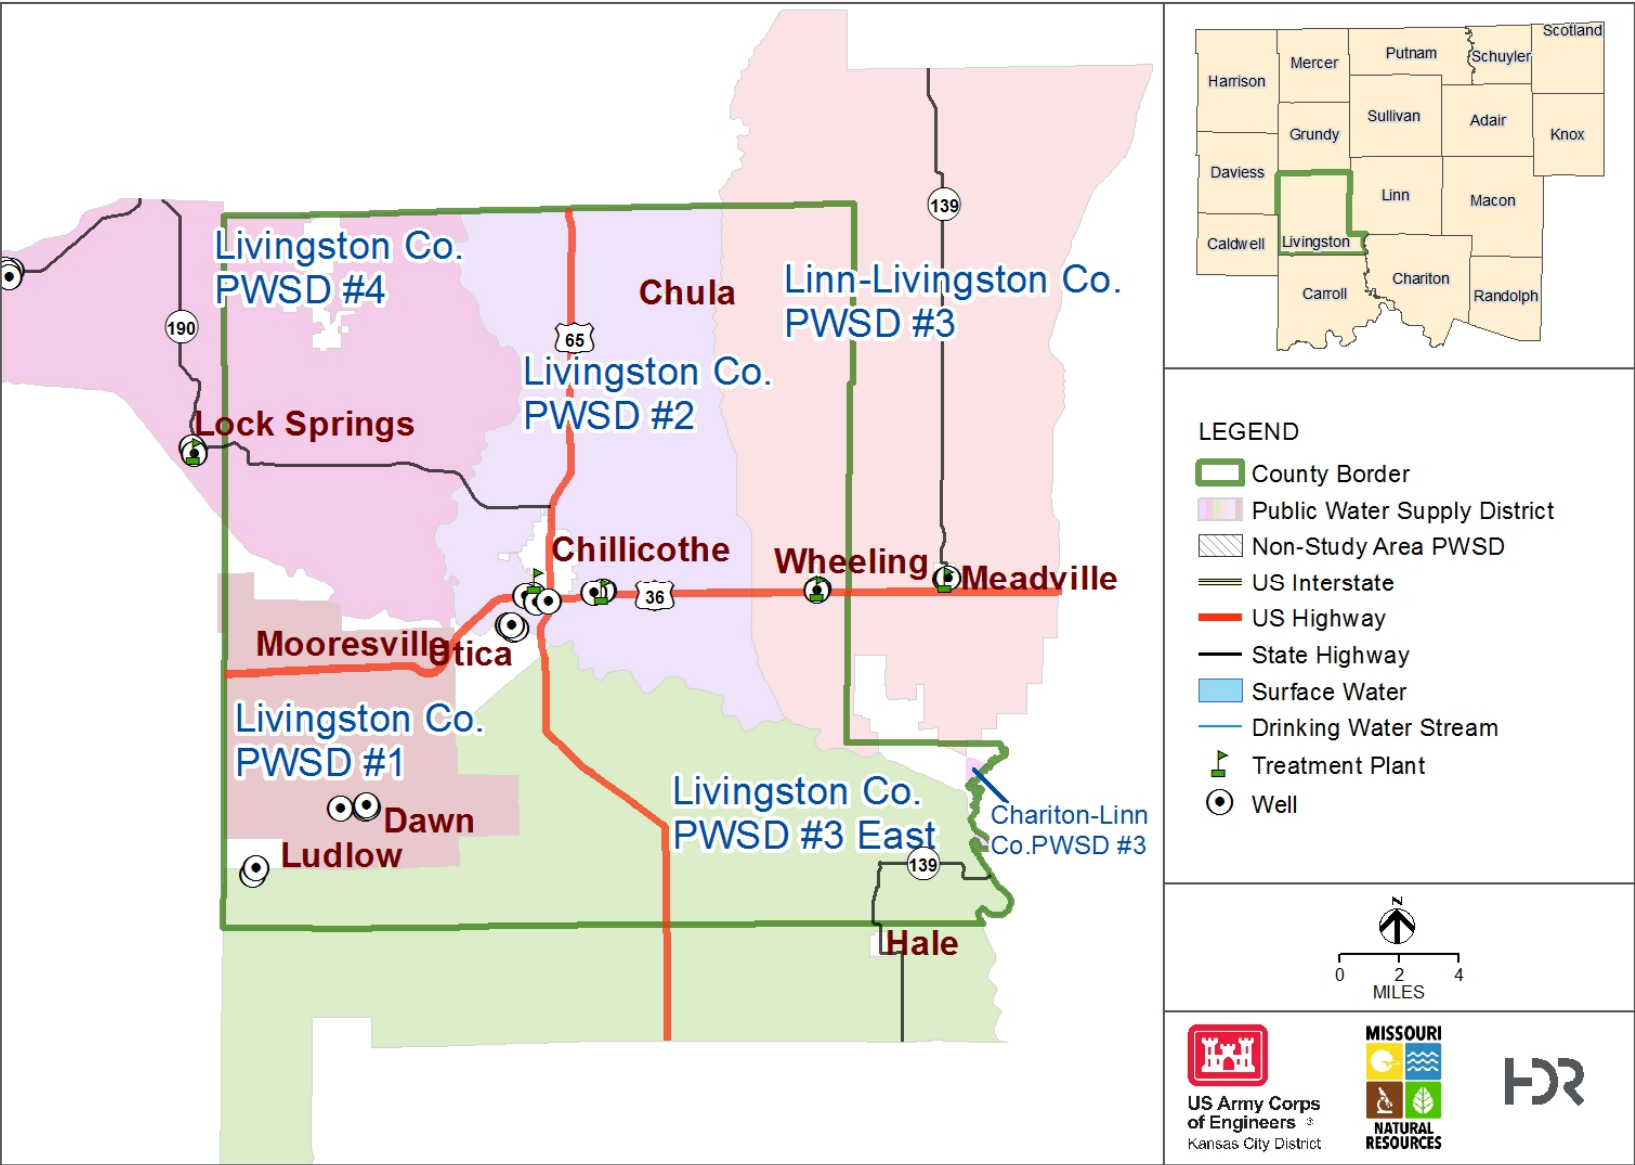 Livingston Co.
PWSD #4
190
Lock Springs
65
Chula
Livingston Co.
PWSD #2
Linn-Livingston Co.
PWSD #3
139
Chillicothe
36
Wheeling
Meadville
Mooresville
Utica
Livingston Co.
PWSD #1
Dawn
Ludlow
Livingston Co.
PWSD #3 East
Chariton-Linn
Co.PWSD #3
139
Hale
Harrison
Mercer
Putnam
Schuyler
Scotland
Grundy
Sullivan
Adair
Knox
Daviess
Linn
Macon
Caldwell
Livingston
Carroll
Chariton
Randolph
LEGEND
County Border
Public Water Supply District
Non-Study Area PWSD
US Interstate
US Highway
State Highway
Surface Water
Drinking Water Stream
Treatment Plant
Well
N
0 2 4
MILES
US Army Corps
of Engineers ®
Kansas City District
MISSOURI
NATURAL
RESOURCES
HDR